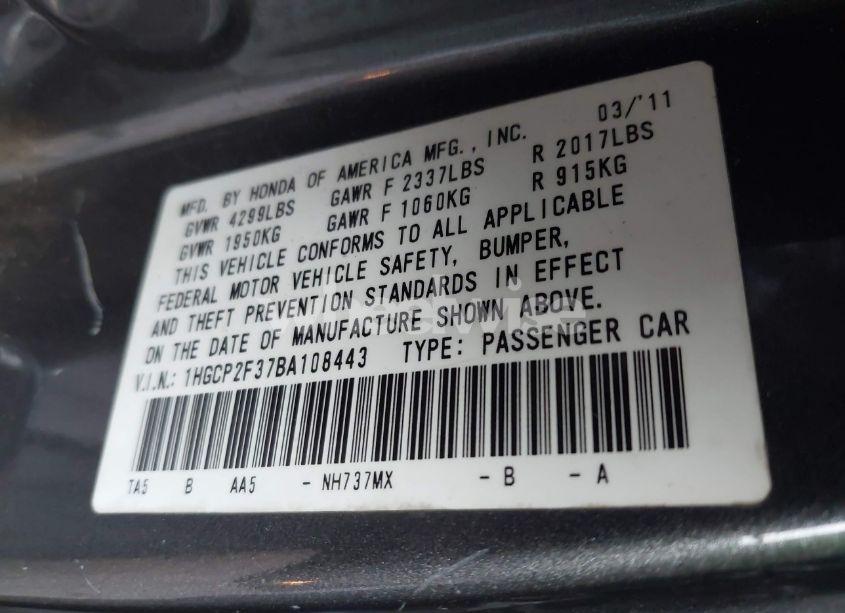 03/'11
MFD. BY HONDA OF AMERICA MFG., INC.
GVWR 4299LBS GAWR F 2337LBS R 2017LBS
GVWR 1950KG GAWR F 1060KG R 915KG
THIS VEHICLE CONFORMS TO ALL APPLICABLE
FEDERAL MOTOR VEHICLE SAFETY, BUMPER,
AND THEFT PREVENTION STANDARDS IN EFFECT
ON THE DATE OF MANUFACTURE SHOWN ABOVE.
V.I.N.: 1HGCP2F37BA108443 TYPE: PASSENGER CAR
TA5 B AA5 - NH737MX - B - A